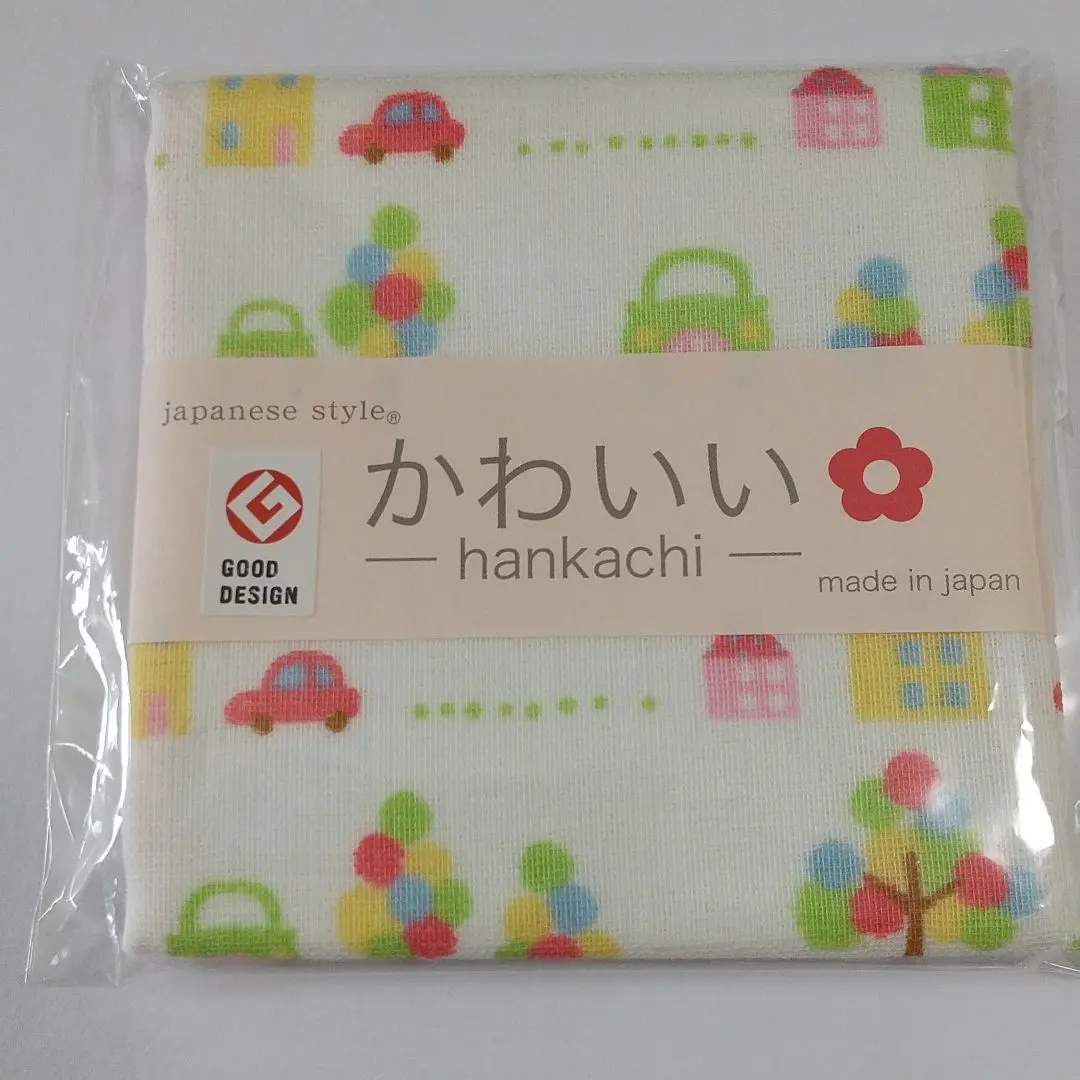 japanese style®
かわいい
hankachi
GOOD
DESIGN
made in japan